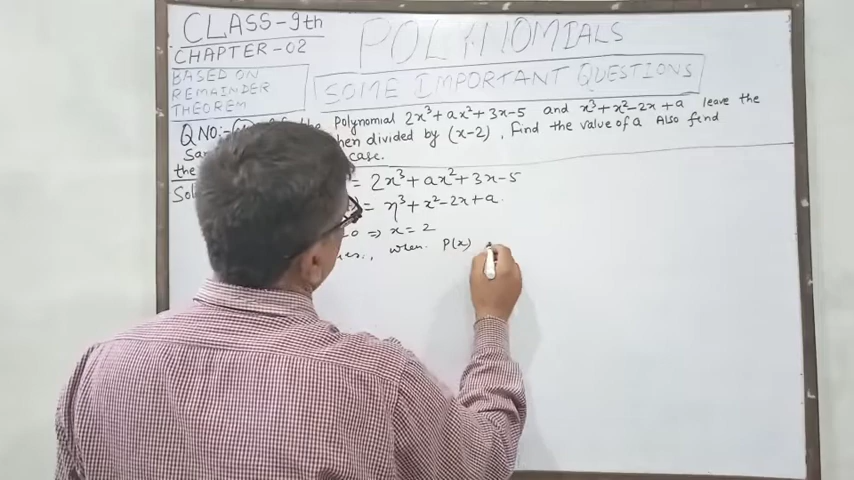 CLASS-9th
CHAPTER-02
POLYNOMIALS
BASED ON
REMAINDER
THEOREM
SOME IMPORTANT QUESTIONS
Q.NO:- Polynomial 2x³+ax²+3x-5 and x³+x²-2x+a leave the
when divided by (x-2), Find the value of a Also find
the case.
= 2x³+ax²+3x-5
= x³+x²-2x+a.
=0 => x=2
when P(x)